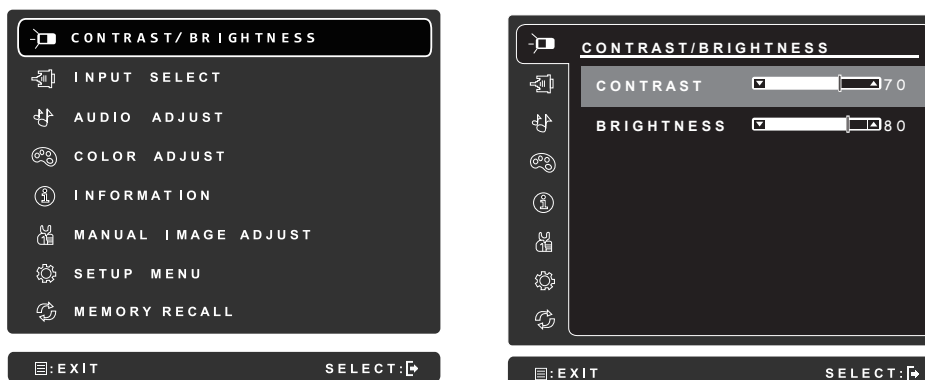 CONTRAST/BRIGHTNESS
INPUT SELECT
AUDIO ADJUST
COLOR ADJUST
INFORMATION
MANUAL IMAGE ADJUST
SETUP MENU
MEMORY RECALL
:EXIT SELECT:
CONTRAST/BRIGHTNESS
CONTRAST 70
BRIGHTNESS 80
:EXIT SELECT: